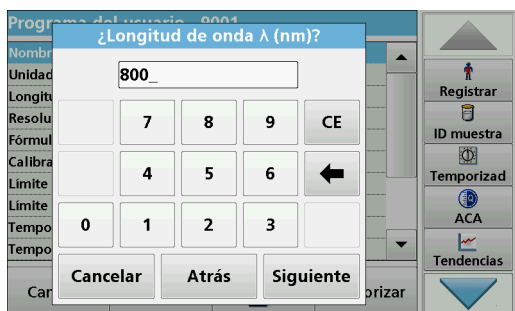 Programa del usuario 9001
¿Longitud de onda λ (nm)?
Nombr
Unidad
Longitu
Resolu
Fórmul
Calibra
Límite
Límite
Tempo
Tempo
800_
7 8 9 CE
4 5 6
0 1 2 3
Cancelar Atrás Siguiente
Can
orizar
Registrar
ID muestra
Temporizad
ACA
Tendencias